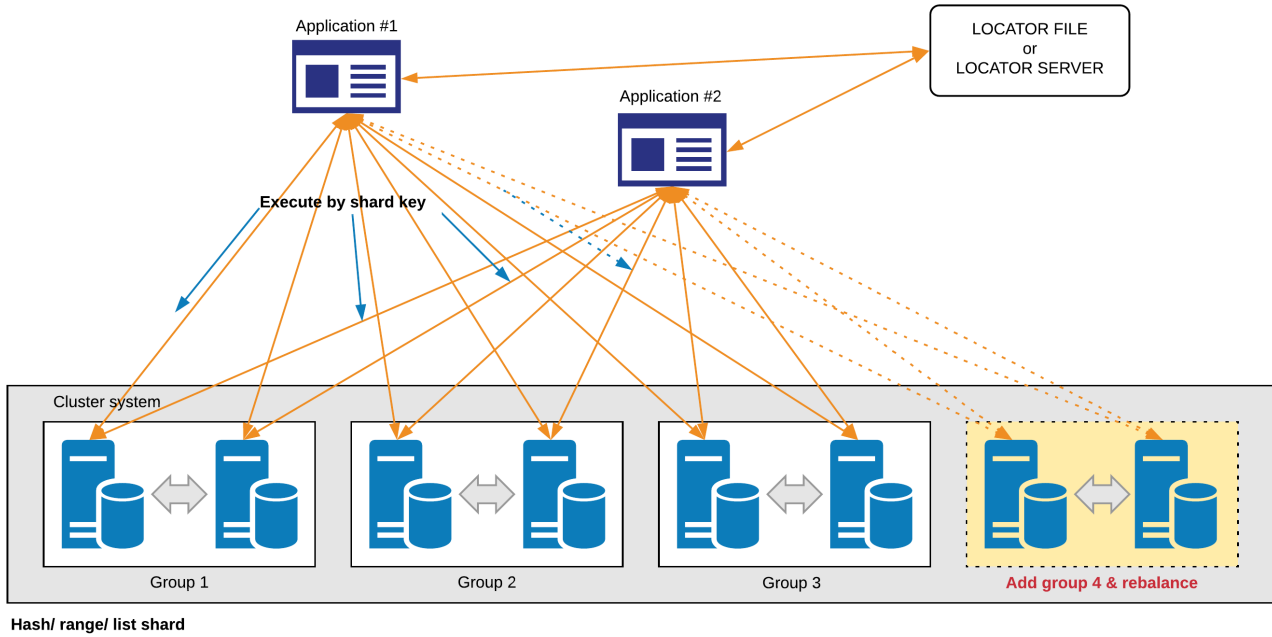 Application #1
LOCATOR FILE
or
LOCATOR SERVER
Application #2
Execute by shard key
Cluster system
Group 1
Group 2
Group 3
Add group 4 & rebalance
Hash/ range/ list shard